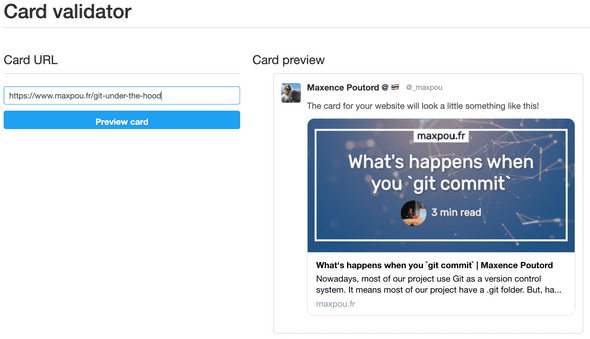 Card validator
Card URL
https://www.maxpou.fr/git-under-the-hood
Preview card
Card preview
Maxence Poutord @ @_maxpou
The card for your website will look a little something like this!
maxpou.fr
What's happens when
you `git commit`
3 min read
What's happens when you `git commit` | Maxence Poutord
Nowadays, most of our project use Git as a version control
system. It means most of our project have a .git folder. But, ha...
maxpou.fr